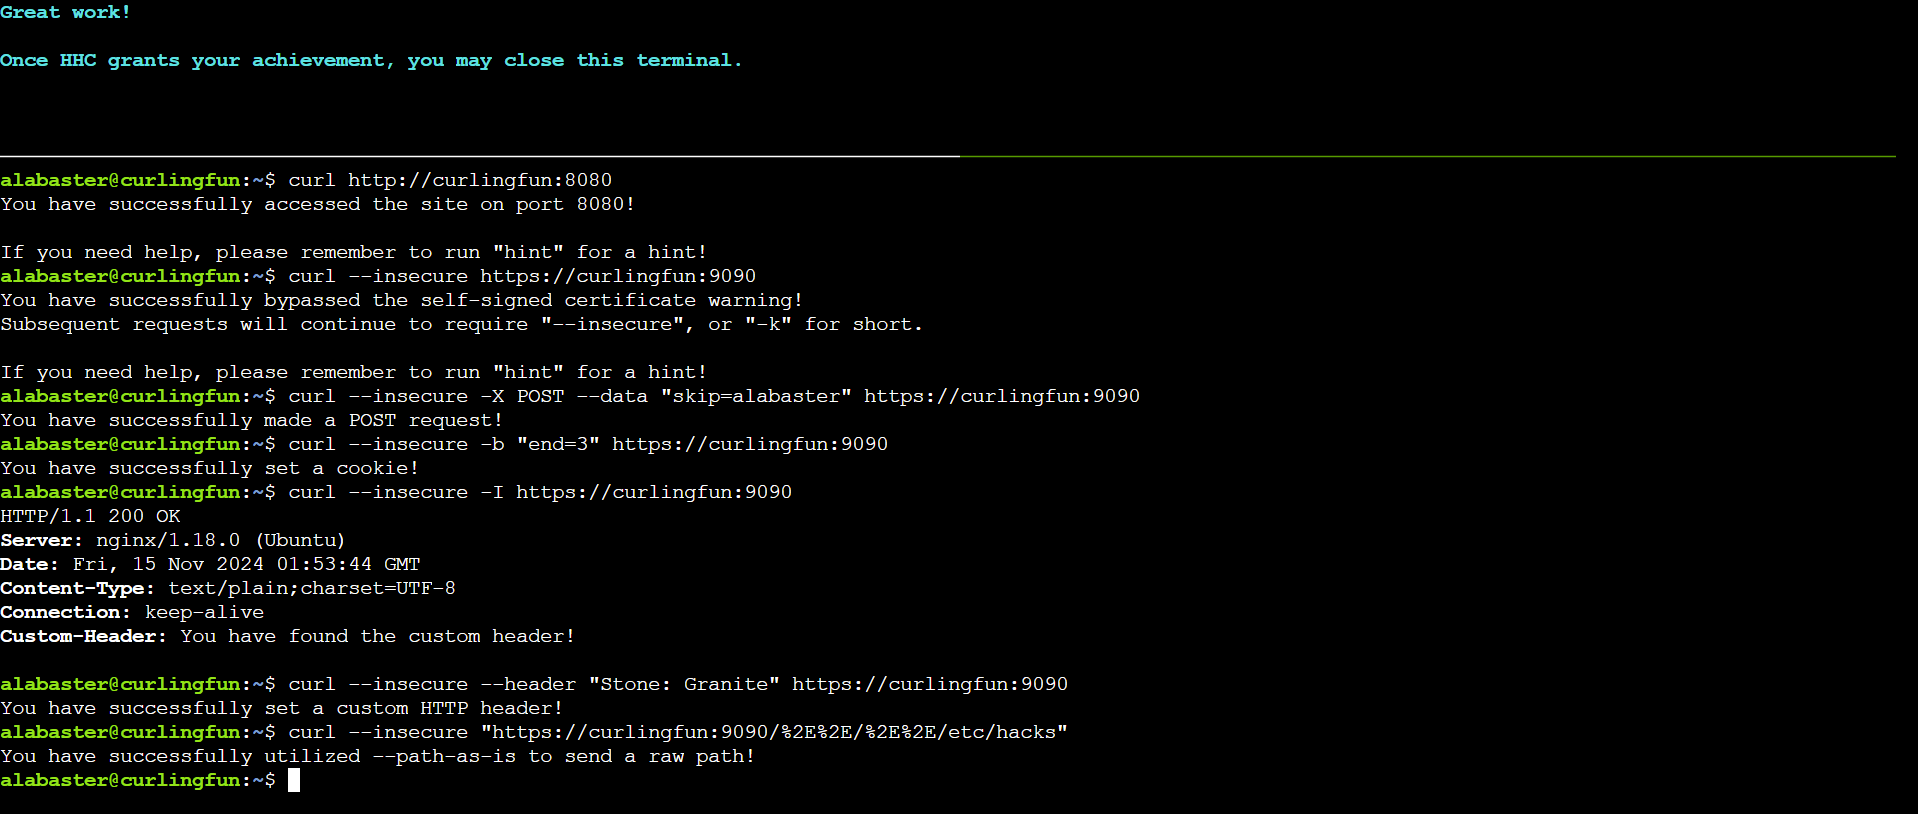 Great work!
Once HHC grants your achievement, you may close this terminal.
alabaster@curlingfun:~$ curl http://curlingfun:8080
You have successfully accessed the site on port 8080!
If you need help, please remember to run "hint" for a hint!
alabaster@curlingfun:~$ curl --insecure https://curlingfun:9090
You have successfully bypassed the self-signed certificate warning!
Subsequent requests will continue to require "--insecure", or "-k" for short.
If you need help, please remember to run "hint" for a hint!
alabaster@curlingfun:~$ curl --insecure -X POST --data "skip=alabaster" https://curlingfun:9090
You have successfully made a POST request!
alabaster@curlingfun:~$ curl --insecure -b "end=3" https://curlingfun:9090
You have successfully set a cookie!
alabaster@curlingfun:~$ curl --insecure -I https://curlingfun:9090
HTTP/1.1 200 OK
Server: nginx/1.18.0 (Ubuntu)
Date: Fri, 15 Nov 2024 01:53:44 GMT
Content-Type: text/plain;charset=UTF-8
Connection: keep-alive
Custom-Header: You have found the custom header!
alabaster@curlingfun:~$ curl --insecure --header "Stone: Granite" https://curlingfun:9090
You have successfully set a custom HTTP header!
alabaster@curlingfun:~$ curl --insecure "https://curlingfun:9090/%2E%2E/%2E%2E/etc/hacks"
You have successfully utilized --path-as-is to send a raw path!
alabaster@curlingfun:~$